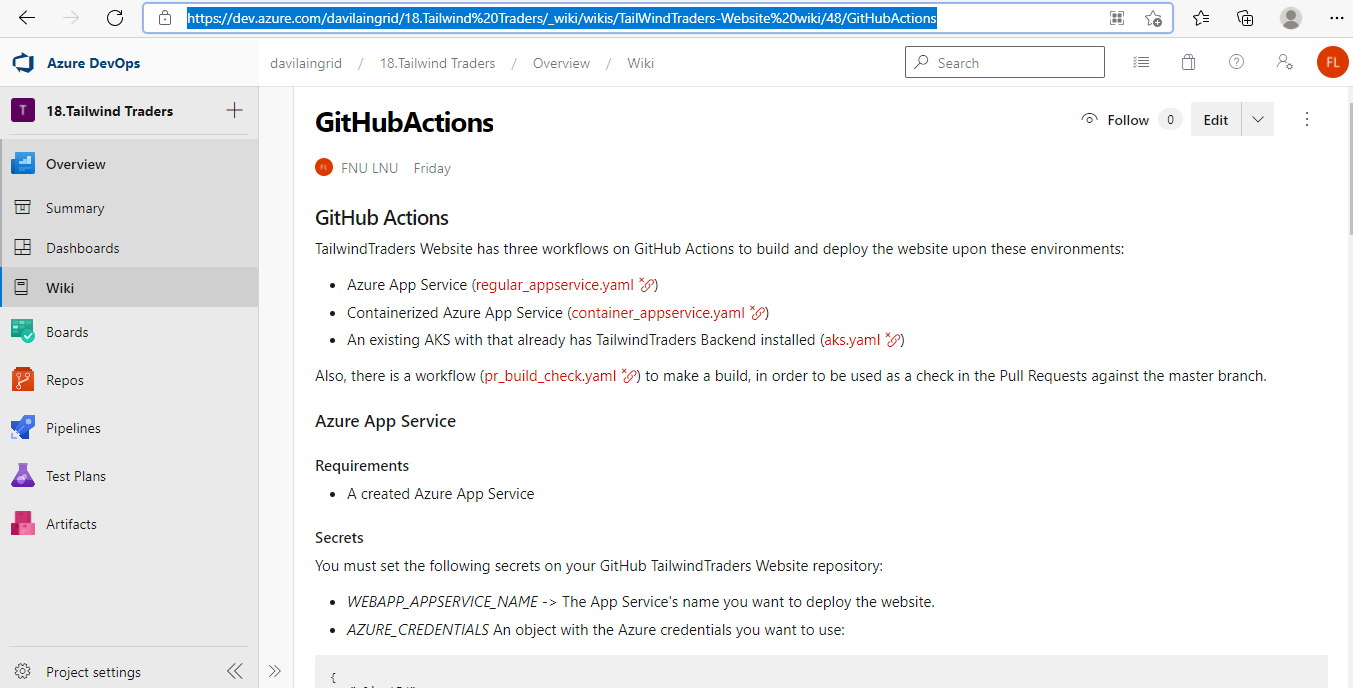 https://dev.azure.com/davilaingrid/18.Tailwind%20Traders/_wiki/wikis/TailWindTraders-Website%20wiki/48/GitHubActions
Azure DevOps
davilaingrid / 18.Tailwind Traders / Overview / Wiki
Search
FL
T 18.Tailwind Traders
Overview
Summary
Dashboards
Wiki
Boards
Repos
Pipelines
Test Plans
Artifacts
Project settings
GitHubActions
Follow 0 Edit
FNU LNU Friday
GitHub Actions
TailwindTraders Website has three workflows on GitHub Actions to build and deploy the website upon these environments:
• Azure App Service (regular_appservice.yaml)
• Containerized Azure App Service (container_appservice.yaml)
• An existing AKS with that already has TailwindTraders Backend installed (aks.yaml)
Also, there is a workflow (pr_build_check.yaml) to make a build, in order to be used as a check in the Pull Requests against the master branch.
Azure App Service
Requirements
• A created Azure App Service
Secrets
You must set the following secrets on your GitHub TailwindTraders Website repository:
• WEBAPP_APPSERVICE_NAME -> The App Service's name you want to deploy the website.
• AZURE_CREDENTIALS An object with the Azure credentials you want to use:
{